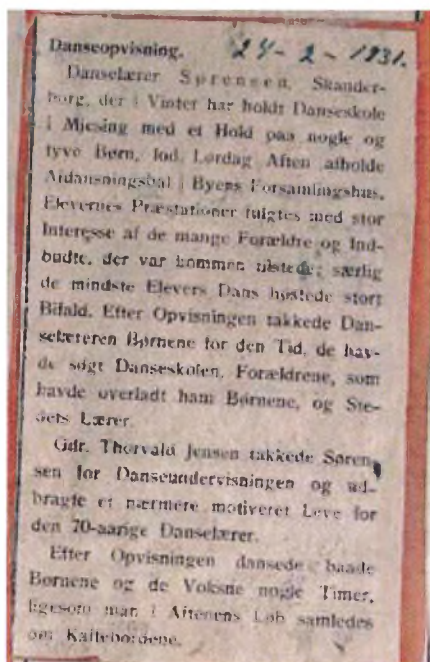 24-2-1931.
Danseopvisning.
Danselærer Sørensen, Skander-
borg, der i Vinter har holdt Danseskole
i Mjesing med et Hold paa nogle og
tyve Børn, lod Lørdag Aften afholde
Afdansningsbal i Byens Forsamlingshus.
Elevernes Præstationer fulgtes med stor
Interesse af de mange Forældre og Ind-
budte, der var kommen tilstede; særlig
de mindste Elevers Dans høstede stort
Bifald. Efter Opvisningen takkede Dan-
selæreren Børnene for den Tid, de hav-
de søgt Danseskolen, Forældrene, som
havde overladt ham Børnene, og Ste-
dets Lærer.
Gdr. Thorvald Jensen takkede Søren-
sen for Danseundervisningen og ud-
bragte et nærmere motiveret Leve for
den 70-aarige Danselærer.
Efter Opvisningen dansede baade
Børnene og de Voksne nogle Timer,
ligesom man i Aftenens Løb samledes
om Kaffebordene.